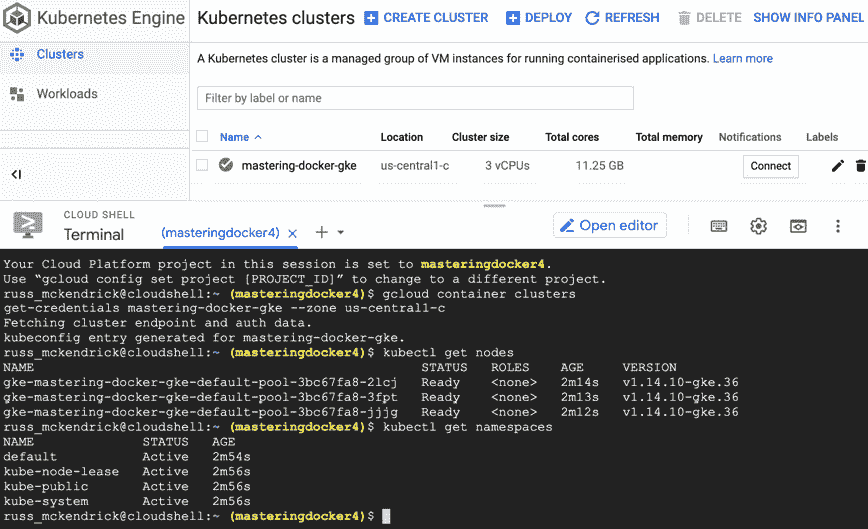 Kubernetes Engine
Kubernetes clusters
CREATE CLUSTER
DEPLOY
REFRESH
DELETE
SHOW INFO PANEL
Clusters
Workloads
A Kubernetes cluster is a managed group of VM instances for running containerised applications. Learn more
Filter by label or name
Name Location Cluster size Total cores Total memory Notifications Labels
mastering-docker-gke us-central1-c 3 vCPUs 11.25 GB Connect
CLOUD SHELL
Terminal
(masteringdocker4)
Open editor
Your Cloud Platform project in this session is set to masteringdocker4.
Use “gcloud config set project [PROJECT_ID]” to change to a different project.
russ_mckendrick@cloudshell:~ (masteringdocker4)$ gcloud container clusters
get-credentials mastering-docker-gke --zone us-central1-c
Fetching cluster endpoint and auth data.
kubeconfig entry generated for mastering-docker-gke.
russ_mckendrick@cloudshell:~ (masteringdocker4)$ kubectl get nodes
NAME STATUS ROLES AGE VERSION
gke-mastering-docker-gke-default-pool-3bc67fa8-2lcj Ready <none> 2m14s v1.14.10-gke.36
gke-mastering-docker-gke-default-pool-3bc67fa8-3fpt Ready <none> 2m13s v1.14.10-gke.36
gke-mastering-docker-gke-default-pool-3bc67fa8-jjjg Ready <none> 2m12s v1.14.10-gke.36
russ_mckendrick@cloudshell:~ (masteringdocker4)$ kubectl get namespaces
NAME STATUS AGE
default Active 2m54s
kube-node-lease Active 2m56s
kube-public Active 2m56s
kube-system Active 2m56s
russ_mckendrick@cloudshell:~ (masteringdocker4)$